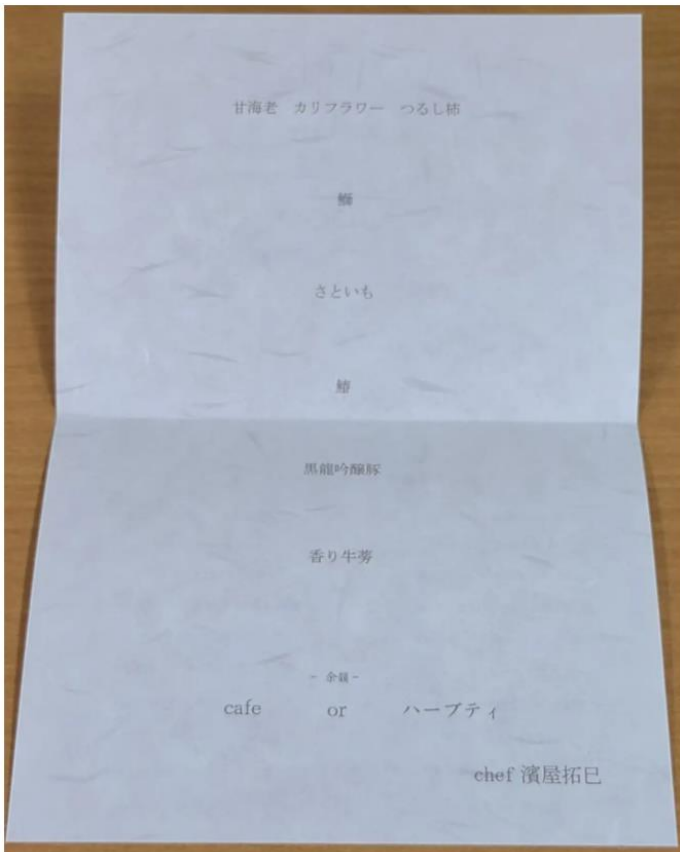 甘海老　カリフラワー　つるし柿
鰤
さといも
鰆
黒龍吟醸豚
香り牛蒡
- 余韻 -
cafe　or　ハーブティ
chef 濱屋拓巳